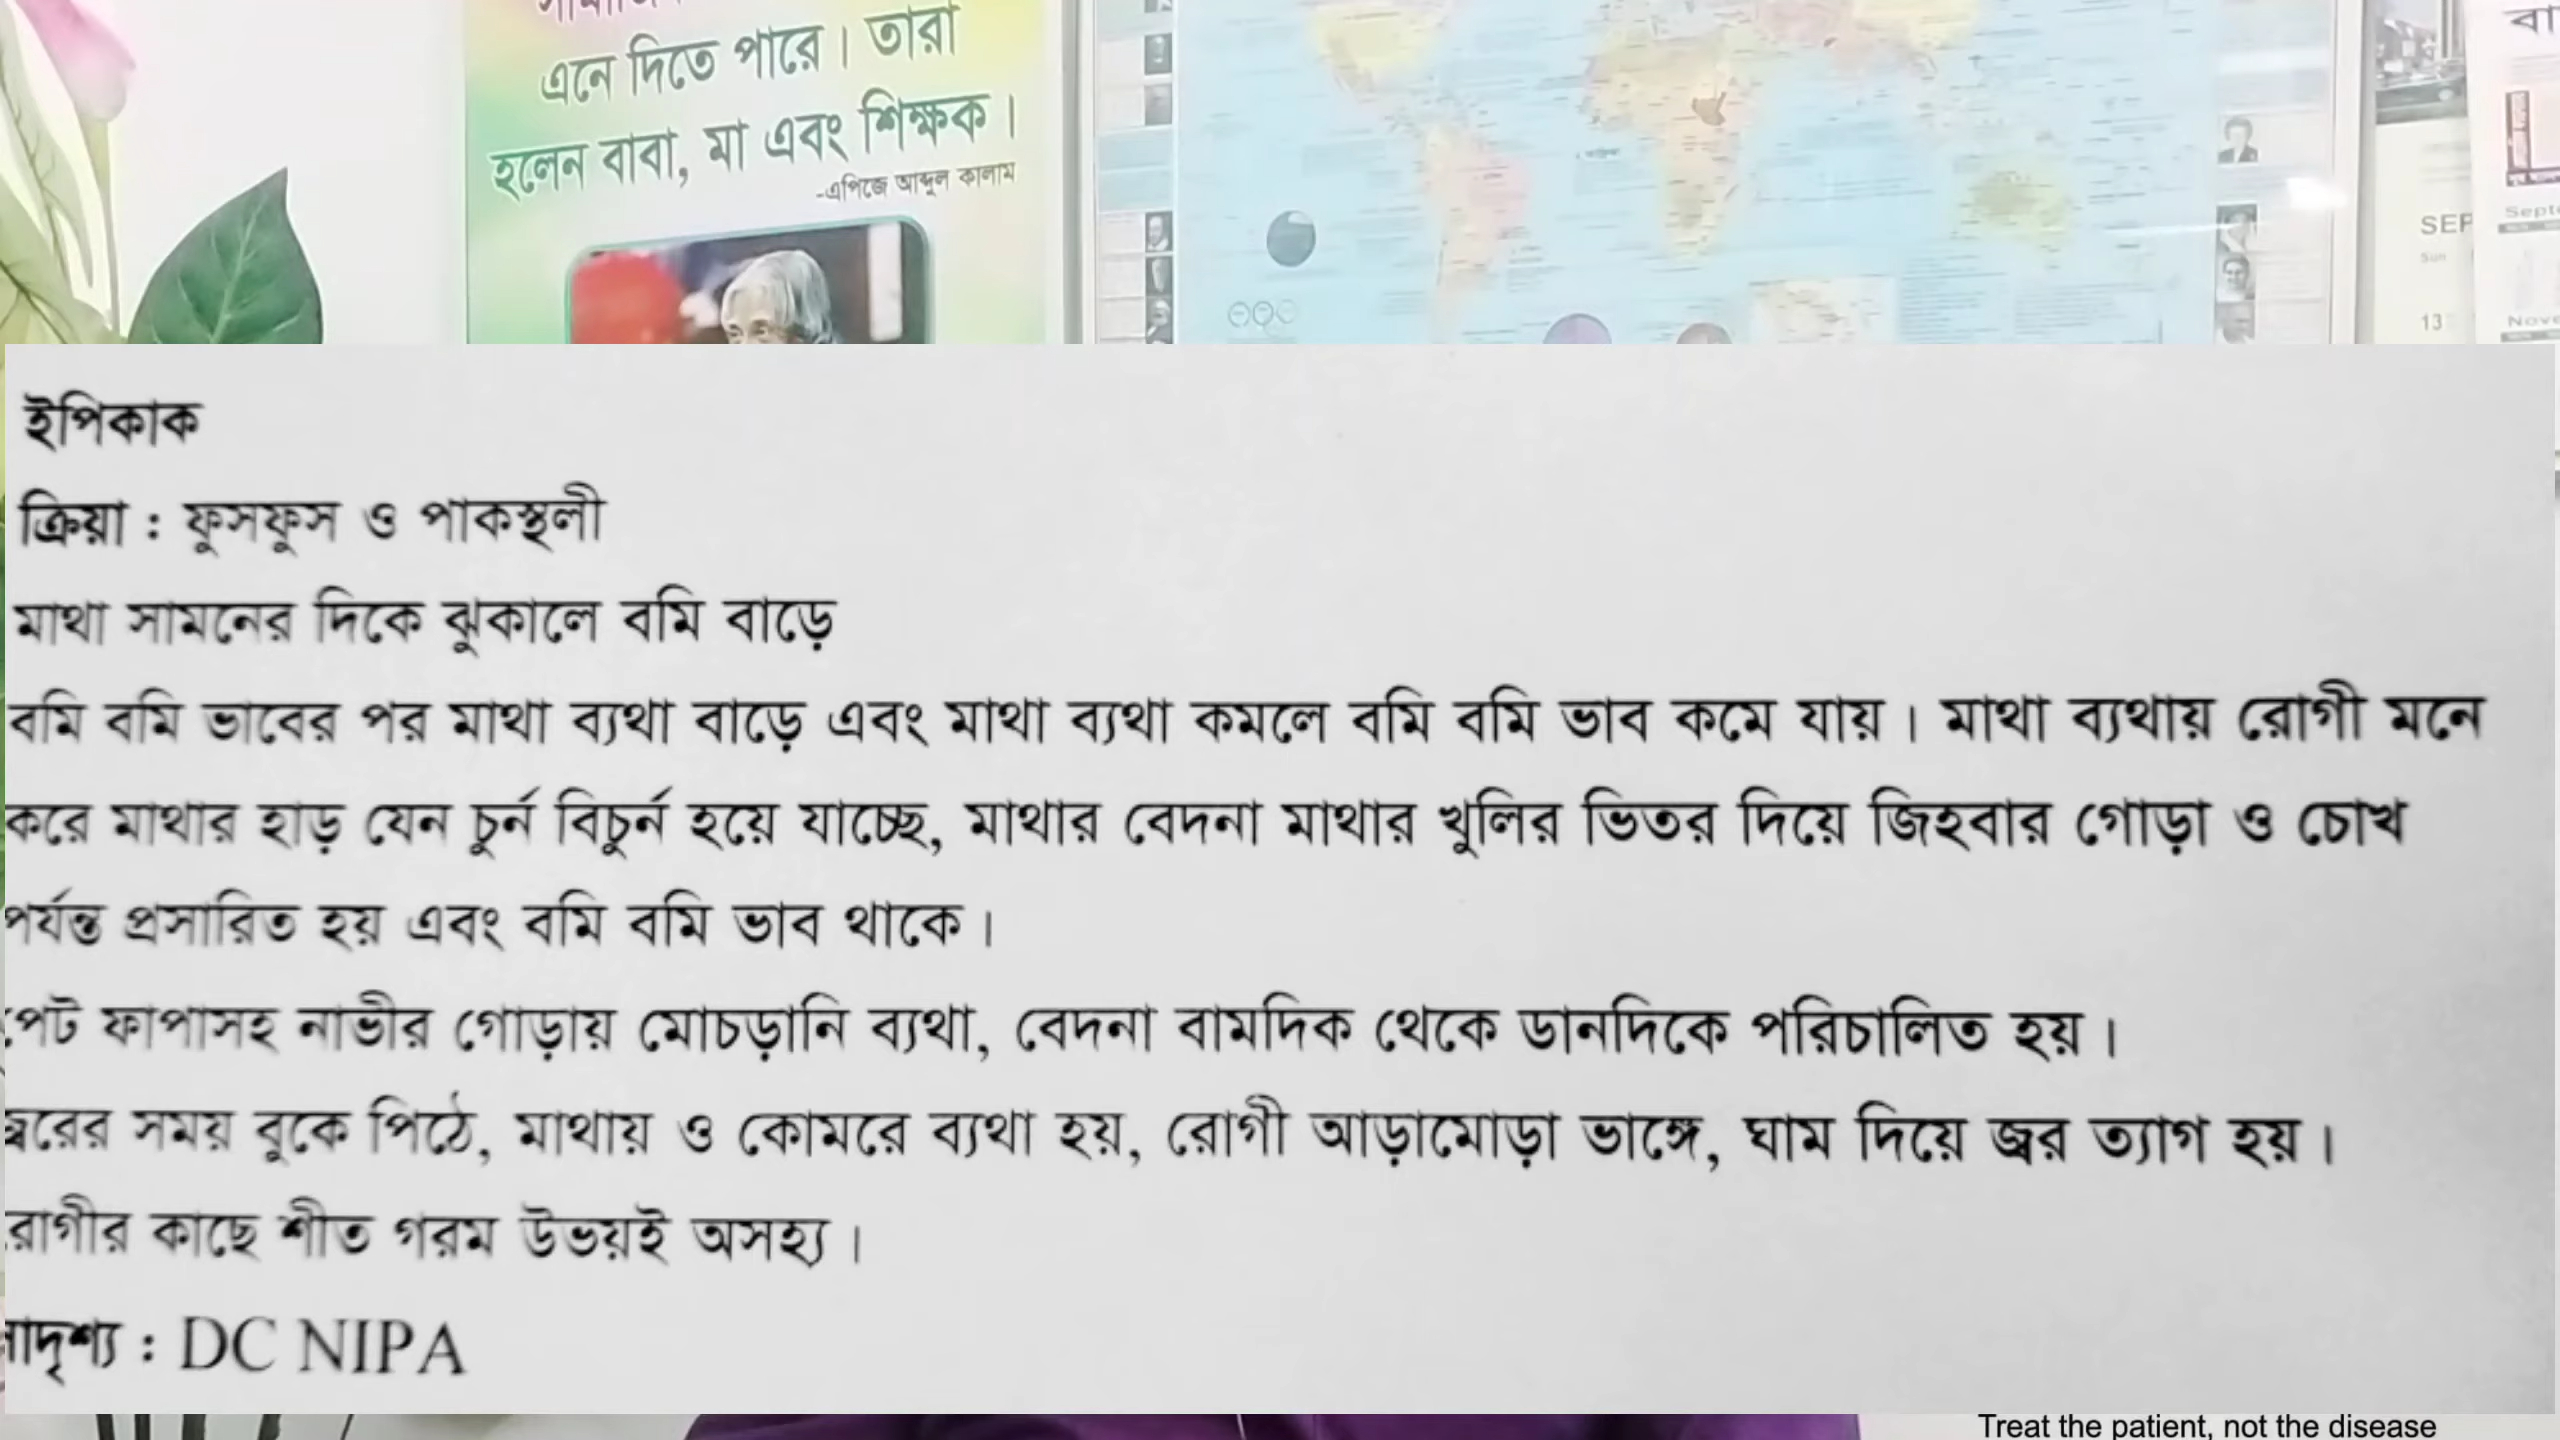 এনে দিতে পারে। তারা
হলেন বাবা, মা এবং শিক্ষক।
-এপিজে আব্দুল কালাম
বা
SEP
Sun
13
Sept
Nove
ইপিকাক
ক্রিয়া : ফুসফুস ও পাকস্থলী
মাথা সামনের দিকে ঝুকালে বমি বাড়ে
বমি বমি ভাবের পর মাথা ব্যথা বাড়ে এবং মাথা ব্যথা কমলে বমি বমি ভাব কমে যায়। মাথা ব্যথায় রোগী মনে
করে মাথার হাড় যেন চুর্ন বিচুর্ন হয়ে যাচ্ছে, মাথার বেদনা মাথার খুলির ভিতর দিয়ে জিহবার গোড়া ও চোখ
পর্যন্ত প্রসারিত হয় এবং বমি বমি ভাব থাকে।
পেট ফাপাসহ নাভীর গোড়ায় মোচড়ানি ব্যথা, বেদনা বামদিক থেকে ডানদিকে পরিচালিত হয়।
জ্বরের সময় বুকে পিঠে, মাথায় ও কোমরে ব্যথা হয়, রোগী আড়ামোড়া ভাঙ্গে, ঘাম দিয়ে জ্বর ত্যাগ হয়।
রোগীর কাছে শীত গরম উভয়ই অসহ্য।
সাদৃশ্য : DC NIPA
Treat the patient, not the disease